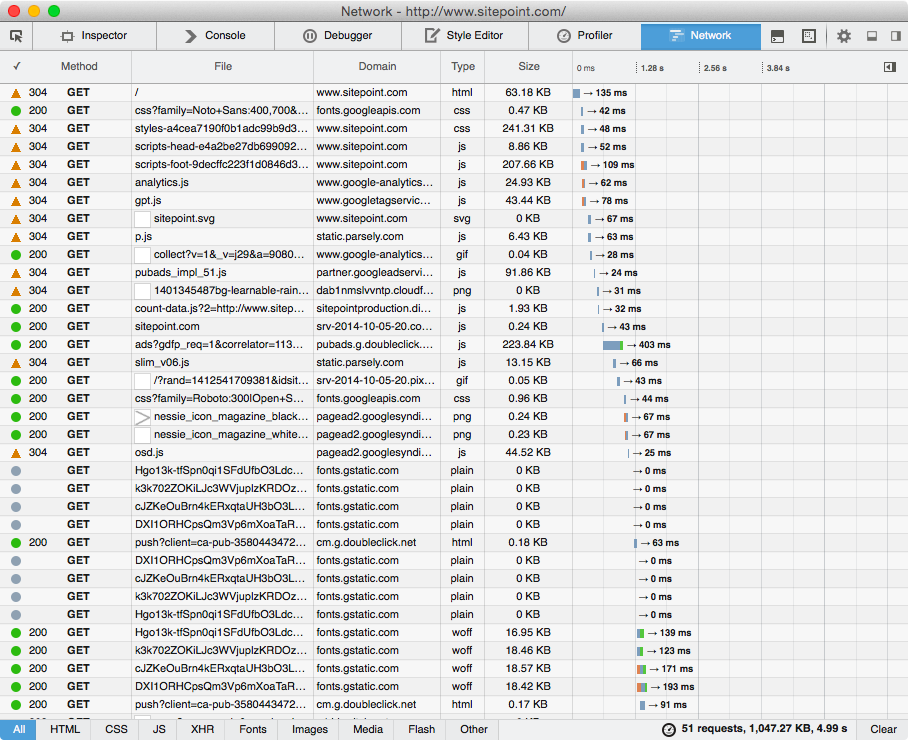 Network - http://www.sitepoint.com/
Inspector Console Debugger Style Editor Profiler Network
✓ Method File Domain Type Size 0 ms 1.28 s 2.56 s 3.84 s
304 GET / www.sitepoint.com html 63.18 KB → 135 ms
200 GET css?family=Noto+Sans:400,700&... fonts.googleapis.com css 0.47 KB → 42 ms
304 GET styles-a4cea7190f0b1adc99b9d3... www.sitepoint.com css 241.31 KB → 48 ms
304 GET scripts-head-e4a2be27db699092... www.sitepoint.com js 8.86 KB → 52 ms
304 GET scripts-foot-9decffc223f1d0846d3... www.sitepoint.com js 207.66 KB → 109 ms
304 GET analytics.js www.google-analytics... js 24.93 KB → 62 ms
304 GET gpt.js www.googletagservic... js 43.44 KB → 78 ms
304 GET sitepoint.svg www.sitepoint.com svg 0 KB → 67 ms
304 GET p.js static.parsely.com js 6.43 KB → 63 ms
200 GET collect?v=1&_v=j29&a=9080... www.google-analytics... gif 0.04 KB → 28 ms
304 GET pubads_impl_51.js partner.googleadservi... js 91.86 KB → 24 ms
304 GET 1401345487bg-learnable-rain... dab1nmslvvntp.cloudf... png 0 KB → 31 ms
200 GET count-data.js?2=http://www.sitep... sitepointproduction.di... js 1.93 KB → 32 ms
200 GET sitepoint.com srv-2014-10-05-20.co... js 0.24 KB → 43 ms
200 GET ads?gdfp_req=1&correlator=113... pubads.g.doubleclick.... js 223.84 KB → 403 ms
304 GET slim_v06.js static.parsely.com js 13.15 KB → 66 ms
200 GET /?rand=1412541709381&idsit... srv-2014-10-05-20.pix... gif 0.05 KB → 43 ms
200 GET css?family=Roboto:300|Open+S... fonts.googleapis.com css 0.96 KB → 44 ms
200 GET nessie_icon_magazine_black... pagead2.googlesyndi... png 0.24 KB → 67 ms
200 GET nessie_icon_magazine_white... pagead2.googlesyndi... png 0.23 KB → 67 ms
304 GET osd.js pagead2.googlesyndi... js 44.52 KB → 25 ms
GET Hgo13k-tfSpn0qi1SFdUfbO3Ldc... fonts.gstatic.com plain 0 KB → 0 ms
GET k3k702ZOKiLJc3WVjuplzKRDOz... fonts.gstatic.com plain 0 KB → 0 ms
GET cJZKeOuBrn4kERxqtaUH3bO3L... fonts.gstatic.com plain 0 KB → 0 ms
GET DXI1ORHCpsQm3Vp6mXoaTaR... fonts.gstatic.com plain 0 KB → 0 ms
200 GET push?client=ca-pub-3580443472... cm.g.doubleclick.net html 0.18 KB → 63 ms
GET DXI1ORHCpsQm3Vp6mXoaTaR... fonts.gstatic.com plain 0 KB → 0 ms
GET cJZKeOuBrn4kERxqtaUH3bO3L... fonts.gstatic.com plain 0 KB → 0 ms
GET k3k702ZOKiLJc3WVjuplzKRDOz... fonts.gstatic.com plain 0 KB → 0 ms
GET Hgo13k-tfSpn0qi1SFdUfbO3Ldc... fonts.gstatic.com plain 0 KB → 0 ms
200 GET Hgo13k-tfSpn0qi1SFdUfbO3Ldc... fonts.gstatic.com woff 16.95 KB → 139 ms
200 GET k3k702ZOKiLJc3WVjuplzKRDOz... fonts.gstatic.com woff 18.46 KB → 123 ms
200 GET cJZKeOuBrn4kERxqtaUH3bO3L... fonts.gstatic.com woff 18.57 KB → 171 ms
200 GET DXI1ORHCpsQm3Vp6mXoaTaR... fonts.gstatic.com woff 18.42 KB → 193 ms
200 GET push?client=ca-pub-3580443472... cm.g.doubleclick.net html 0.17 KB → 91 ms
All HTML CSS JS XHR Fonts Images Media Flash Other 51 requests, 1,047.27 KB, 4.99 s Clear